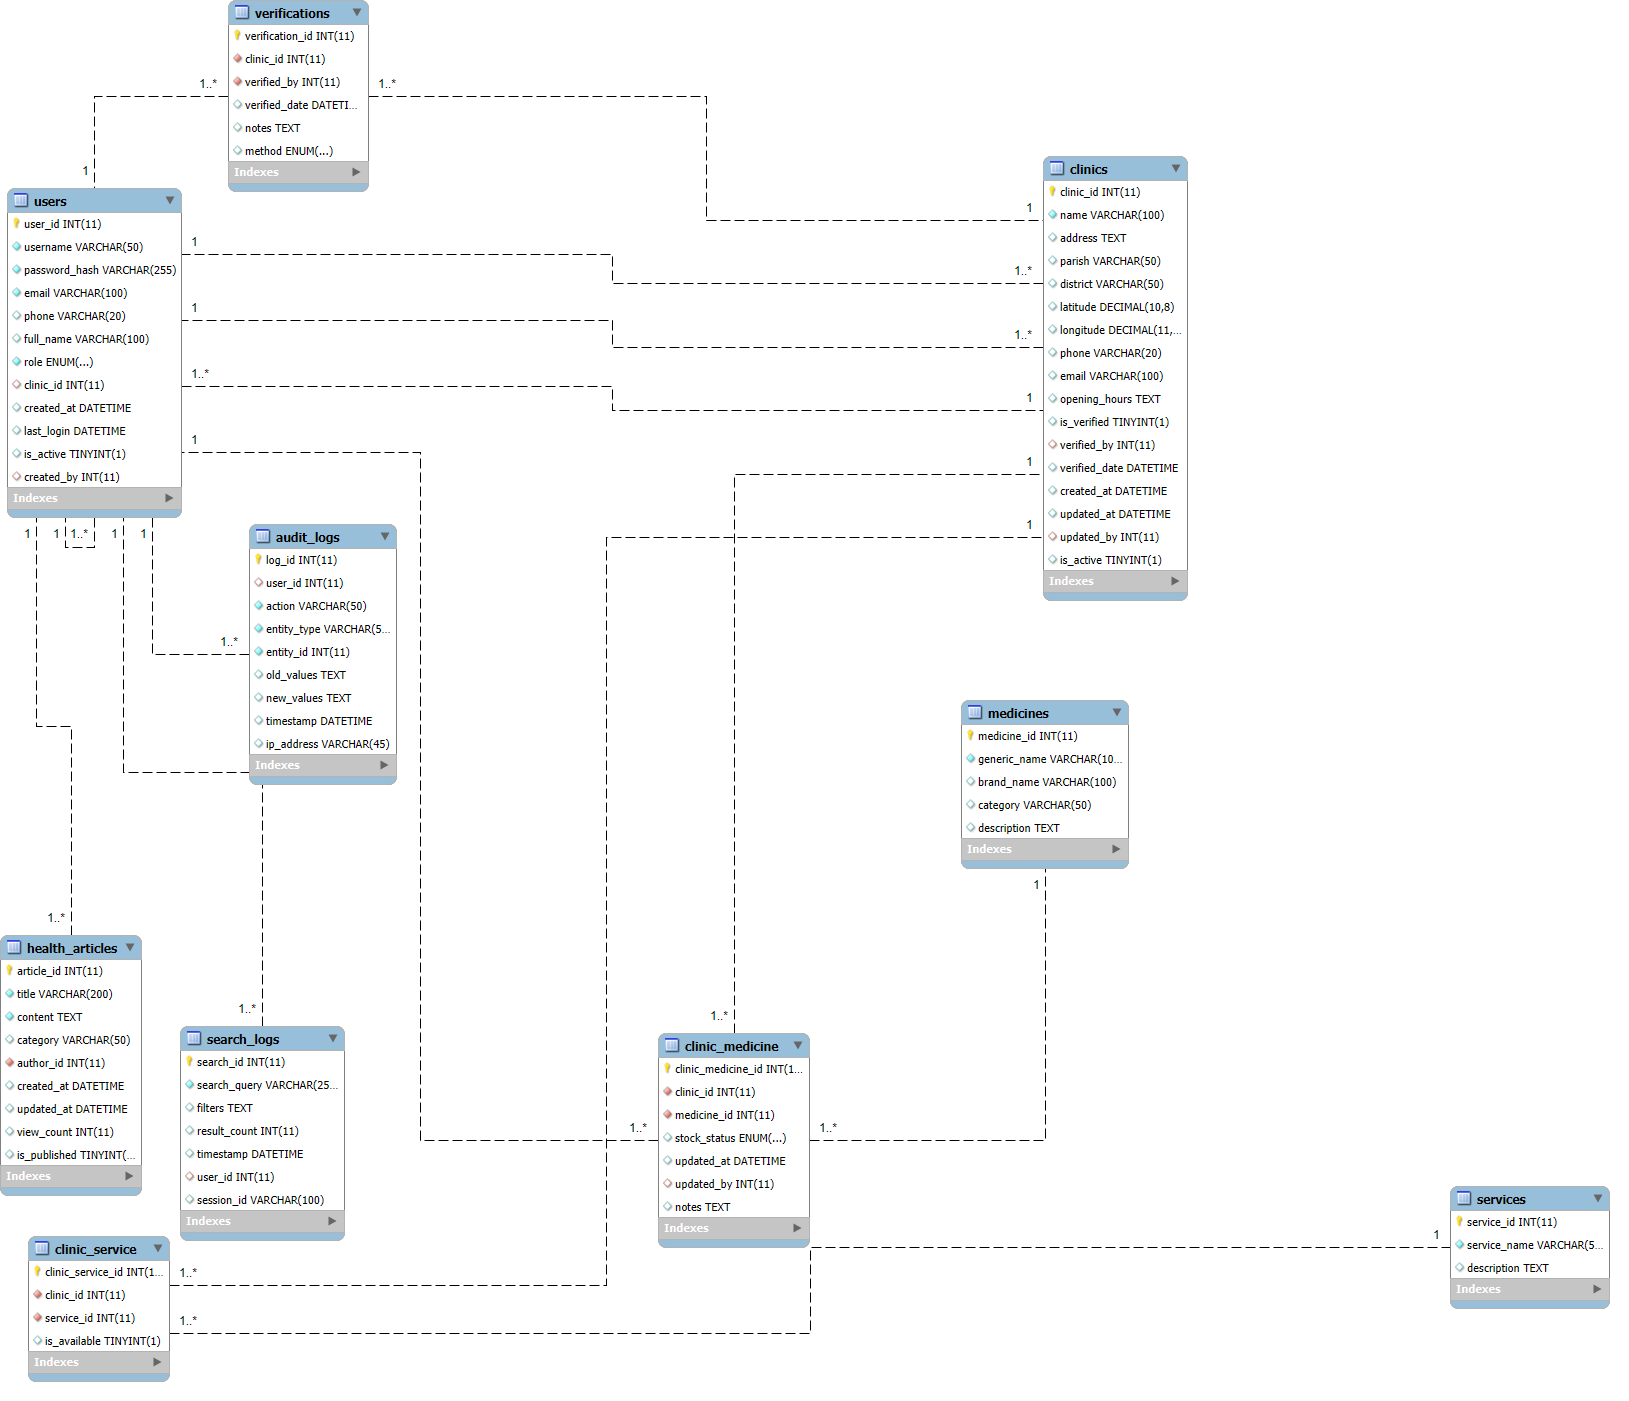 verifications
verification_id INT(11)
clinic_id INT(11)
verified_by INT(11)
verified_date DATETI...
notes TEXT
method ENUM(...)
Indexes
1..*
1..*
1
users
user_id INT(11)
username VARCHAR(50)
password_hash VARCHAR(255)
email VARCHAR(100)
phone VARCHAR(20)
full_name VARCHAR(100)
role ENUM(...)
clinic_id INT(11)
created_at DATETIME
last_login DATETIME
is_active TINYINT(1)
created_by INT(11)
Indexes
1
1
1..*
1
1
1..*
1..*
1
1
1
clinics
clinic_id INT(11)
name VARCHAR(100)
address TEXT
parish VARCHAR(50)
district VARCHAR(50)
latitude DECIMAL(10,8)
longitude DECIMAL(11,...
phone VARCHAR(20)
email VARCHAR(100)
opening_hours TEXT
is_verified TINYINT(1)
verified_by INT(11)
verified_date DATETIME
created_at DATETIME
updated_at DATETIME
updated_by INT(11)
is_active TINYINT(1)
Indexes
1
1
1..*
1
1
1..*
audit_logs
log_id INT(11)
user_id INT(11)
action VARCHAR(50)
entity_type VARCHAR(5...
entity_id INT(11)
old_values TEXT
new_values TEXT
timestamp DATETIME
ip_address VARCHAR(45)
Indexes
medicines
medicine_id INT(11)
generic_name VARCHAR(10...
brand_name VARCHAR(100)
category VARCHAR(50)
description TEXT
Indexes
1
1..*
health_articles
article_id INT(11)
title VARCHAR(200)
content TEXT
category VARCHAR(50)
author_id INT(11)
created_at DATETIME
updated_at DATETIME
view_count INT(11)
is_published TINYINT(...
Indexes
1..*
search_logs
search_id INT(11)
search_query VARCHAR(25...
filters TEXT
result_count INT(11)
timestamp DATETIME
user_id INT(11)
session_id VARCHAR(100)
Indexes
1..*
1..*
1..*
clinic_medicine
clinic_medicine_id INT(1...
clinic_id INT(11)
medicine_id INT(11)
stock_status ENUM(...)
updated_at DATETIME
updated_by INT(11)
notes TEXT
Indexes
clinic_service
clinic_service_id INT(1...
clinic_id INT(11)
service_id INT(11)
is_available TINYINT(1)
Indexes
1..*
1..*
1
services
service_id INT(11)
service_name VARCHAR(5...
description TEXT
Indexes